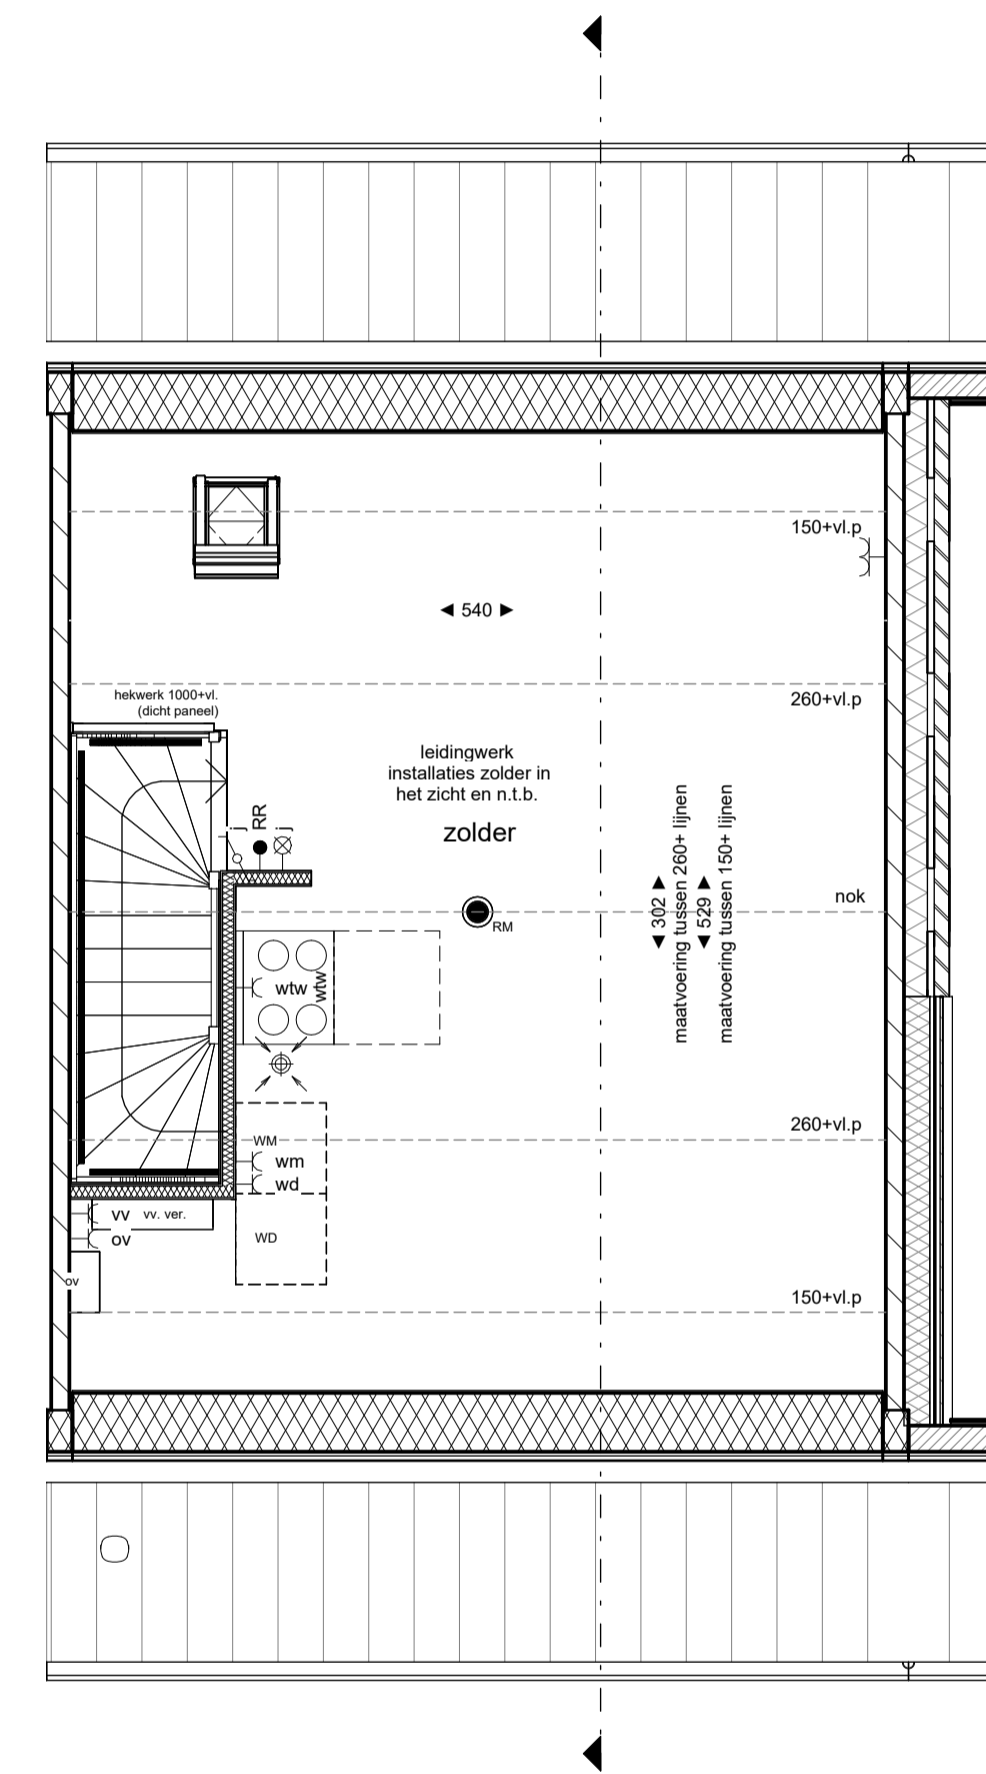 150+vl.p
◄ 540 ►
260+vl.p
hekwerk 1000+vl.
(dicht paneel)
leidingwerk
installaties zolder in
het zicht en n.t.b.
zolder
j
RR
j
◄ 302 ►
maatvoering tussen 260+ lijnen
◄ 529 ►
maatvoering tussen 150+ lijnen
nok
RM
wtw
wtw
260+vl.p
WM
wm
wd
vv
vv. ver.
ov
WD
ov
150+vl.p